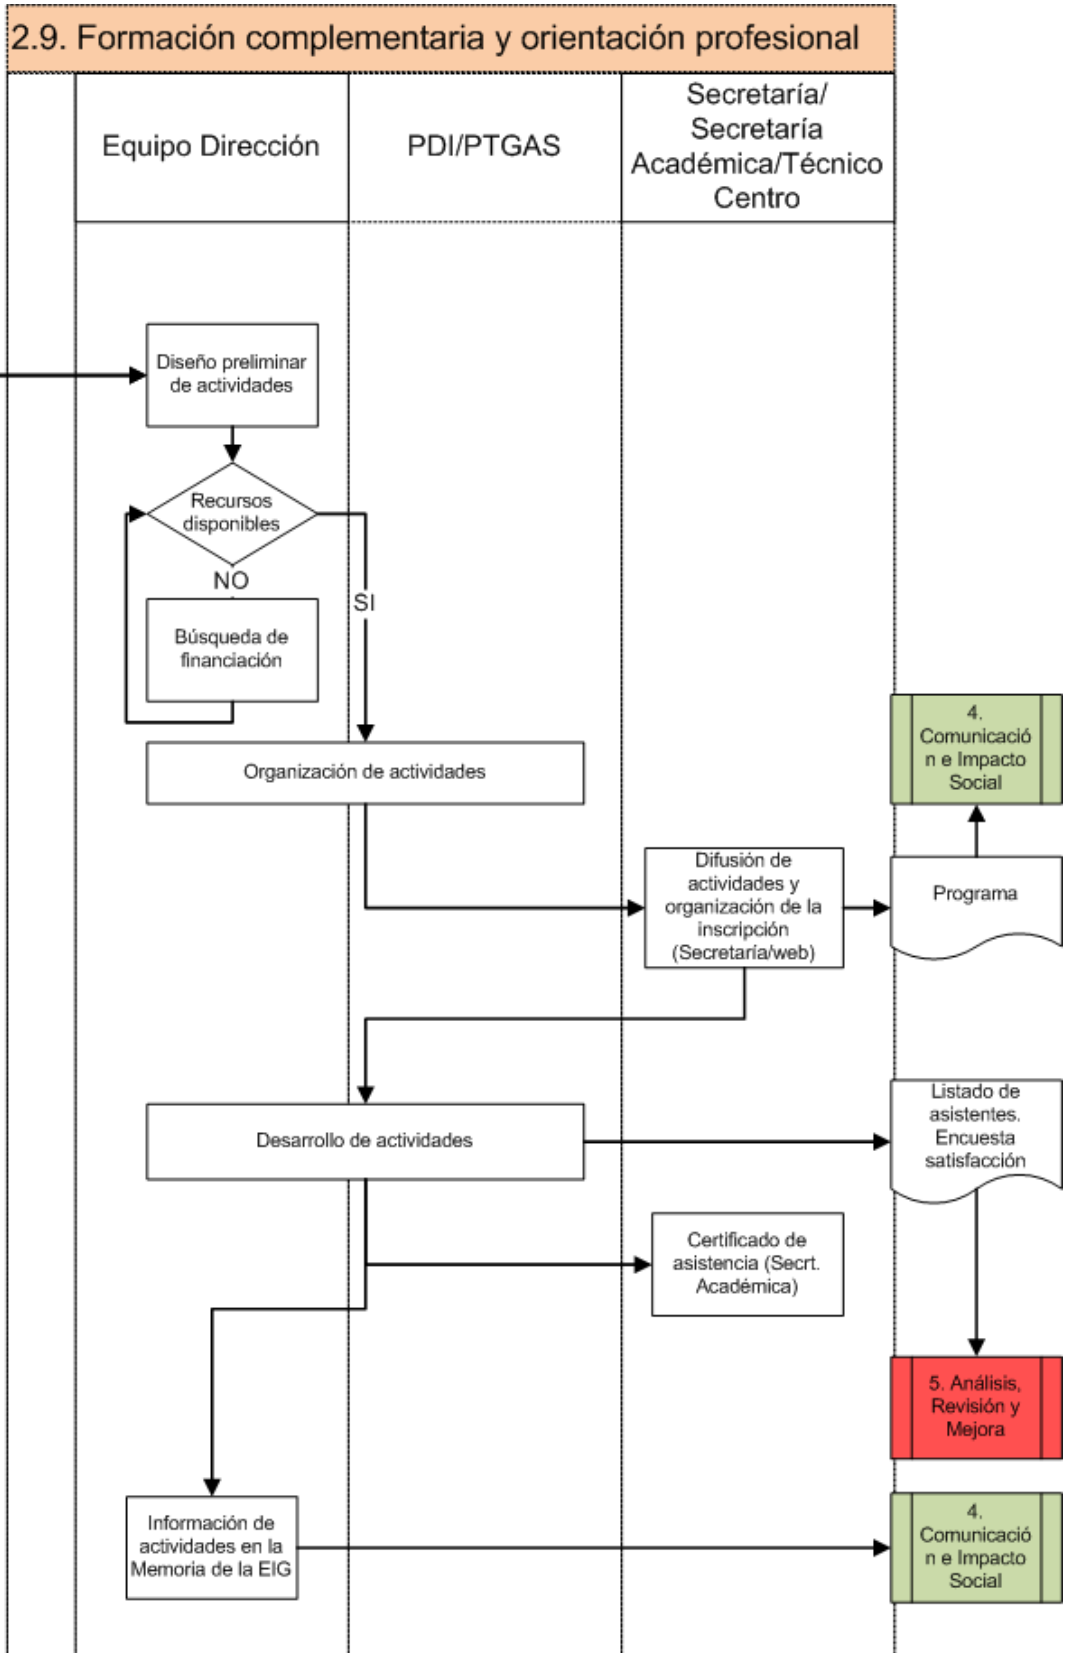 2.9. Formación complementaria y orientación profesional
Equipo Dirección
PDI/PTGAS
Secretaría/
Secretaría
Académica/Técnico
Centro
Diseño preliminar
de actividades
Recursos
disponibles
NO
SI
Búsqueda de
financiación
Organización de actividades
4.
Comunicació
n e Impacto
Social
Difusión de
actividades y
organización de la
inscripción
(Secretaría/web)
Programa
Desarrollo de actividades
Listado de
asistentes.
Encuesta
satisfacción
Certificado de
asistencia (Secrt.
Académica)
5. Análisis,
Revisión y
Mejora
Información de
actividades en la
Memoria de la EIG
4.
Comunicació
n e Impacto
Social